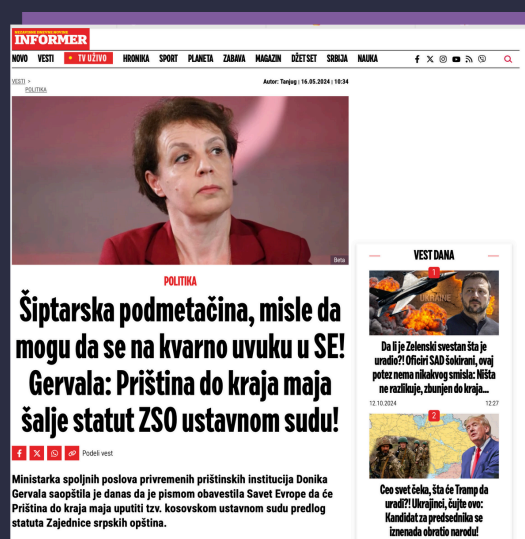 INFORMER
NOVO VESTI • TV UŽIVO HRONIKA SPORT PLANETA ZABAVA MAGAZIN DŽET SET SRBIJA NAUKA
VESTI >
POLITIKA
Autor: Tanjug | 16.05.2024 | 10:34
Beta
POLITIKA
Šiptarska podmetačina, misle da
mogu da se na kvarno uvuku u SE!
Gervala: Priština do kraja maja
šalje statut ZSO ustavnom sudu!
Podeli vest
Ministarka spoljnih poslova privremenih prištinskih institucija Donika
Gervala saopštila je danas da je pismom obavestila Savet Evrope da će
Priština do kraja maja uputiti tzv. kosovskom ustavnom sudu predlog
statuta Zajednice srpskih opština.
VEST DANA
1
UKRAINE
Da li je Zelenski svestan šta je
uradio?! Oficiri SAD šokirani, ovaj
potez nema nikakvog smisla: Ništa
ne razlikuje, zbunjen do kraja...
12.10.2024 12:27
2
Ceo svet čeka, šta će Tramp da
uradi?! Ukrajinci, čujte ovo:
Kandidat za predsednika se
iznenada obratio narodu!